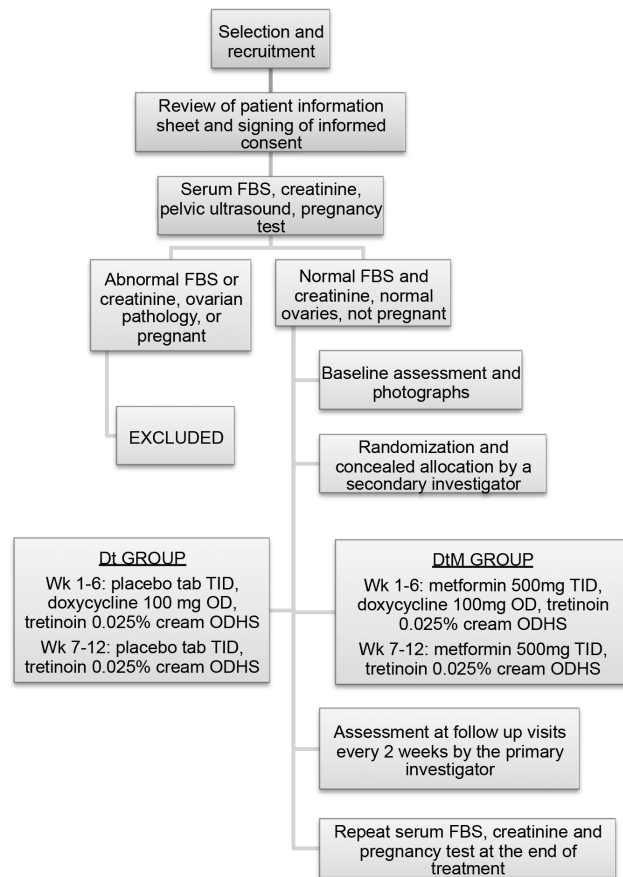 Selection and
recruitment
Review of patient information
sheet and signing of informed
consent
Serum FBS, creatinine,
pelvic ultrasound, pregnancy
test
Abnormal FBS or
creatinine, ovarian
pathology, or
pregnant
Normal FBS and
creatinine, normal
ovaries, not pregnant
Baseline assessment and
photographs
EXCLUDED
Randomization and
concealed allocation by a
secondary investigator
Dt GROUP
Wk 1-6: placebo tab TID,
doxycycline 100 mg OD,
tretinoin 0.025% cream ODHS
Wk 7-12: placebo tab TID,
tretinoin 0.025% cream ODHS
DtM GROUP
Wk 1-6: metformin 500mg TID,
doxycycline 100mg OD, tretinoin
0.025% cream ODHS
Wk 7-12: metformin 500mg TID,
tretinoin 0.025% cream ODHS
Assessment at follow up visits
every 2 weeks by the primary
investigator
Repeat serum FBS, creatinine and
pregnancy test at the end of
treatment